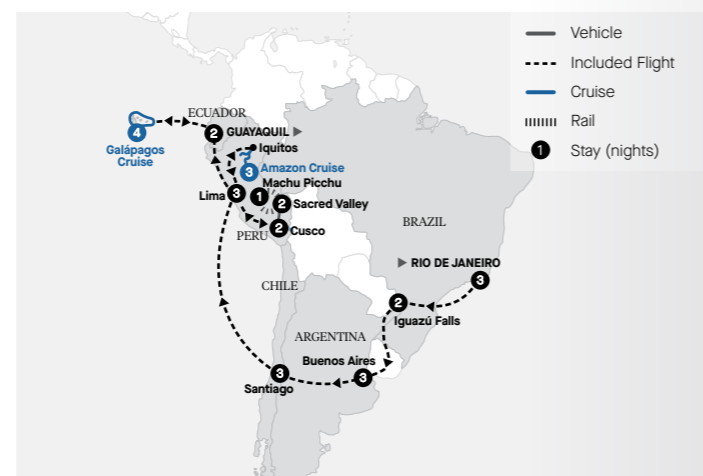 Vehicle
Included Flight
Cruise
Rail
1 Stay (nights)
ECUADOR
4
2 GUAYAQUIL
Galápagos
Cruise
Iquitos
3 Amazon Cruise
Machu Picchu
Lima 3
1
2 Sacred Valley
PERU
2 Cusco
BRAZIL
RIO DE JANEIRO
3
CHILE
2
Iguazú Falls
ARGENTINA
Buenos Aires
3
3
Santiago